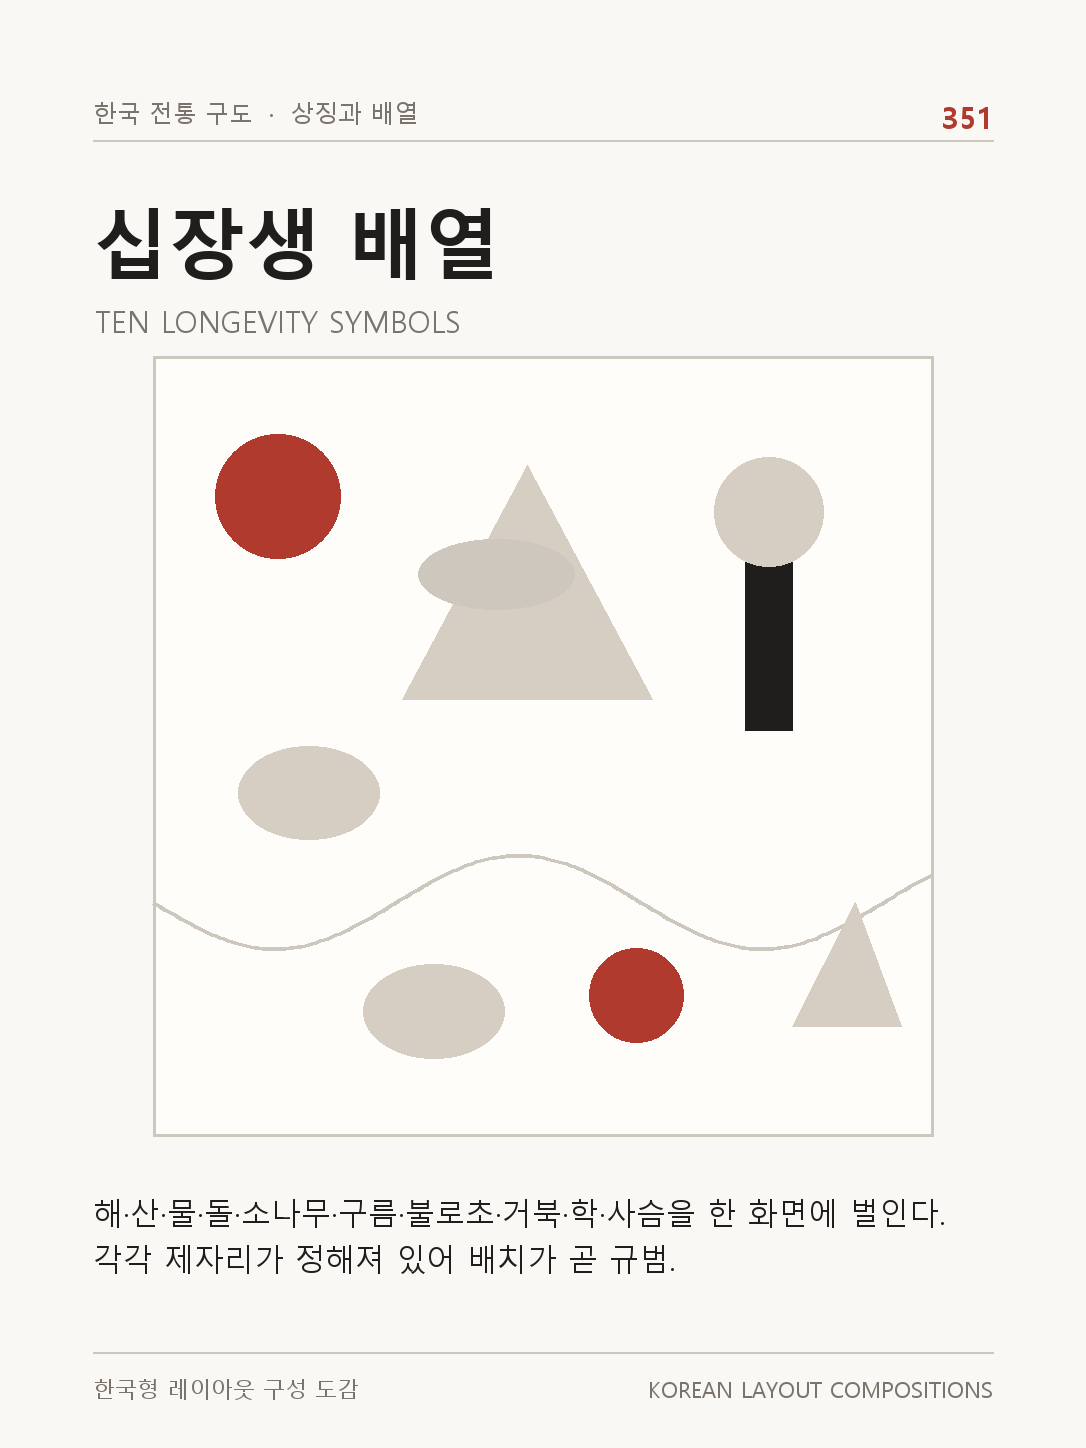 한국 전통 구도 · 상징과 배열
351
십장생 배열
TEN LONGEVITY SYMBOLS
해·산·물·돌·소나무·구름·불로초·거북·학·사슴을 한 화면에 벌인다.
각각 제자리가 정해져 있어 배치가 곧 규범.
한국형 레이아웃 구성 도감
KOREAN LAYOUT COMPOSITIONS